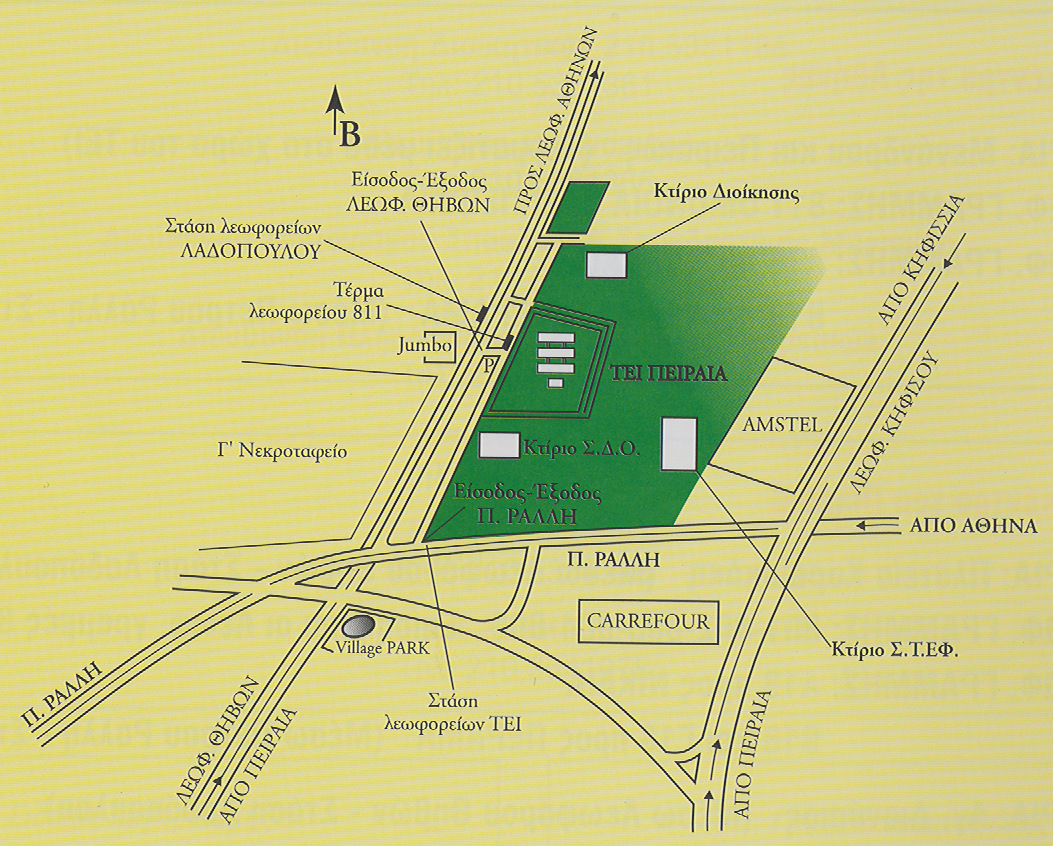 ΠΡΟΣ ΛΕΩΦ. ΑΘΗΝΩΝ
Β
Είσοδος-Έξοδος
ΛΕΩΦ. ΘΗΒΩΝ
Κτίριο Διοίκησης
Στάση λεωφορείων
ΛΑΔΟΠΟΥΛΟΥ
ΑΠΟ ΚΗΦΙΣΣΙΑ
Τέρμα
λεωφορείου 811
Jumbo
P
ΤΕΙ ΠΕΙΡΑΙΑ
ΛΕΩΦ. ΚΗΦΙΣΟΥ
AMSTEL
Γ' Νεκροταφείο
Κτίριο Σ.Δ.Ο.
Είσοδος-Έξοδος
Π. ΡΑΛΛΗ
ΑΠΟ ΑΘΗΝΑ
Π. ΡΑΛΛΗ
CARREFOUR
Village PARK
Κτίριο Σ.Τ.ΕΦ.
Π. ΡΑΛΛΗ
Στάση
λεωφορείων ΤΕΙ
ΛΕΩΦ. ΘΗΒΩΝ
ΑΠΟ ΠΕΙΡΑΙΑ
ΑΠΟ ΠΕΙΡΑΙΑ